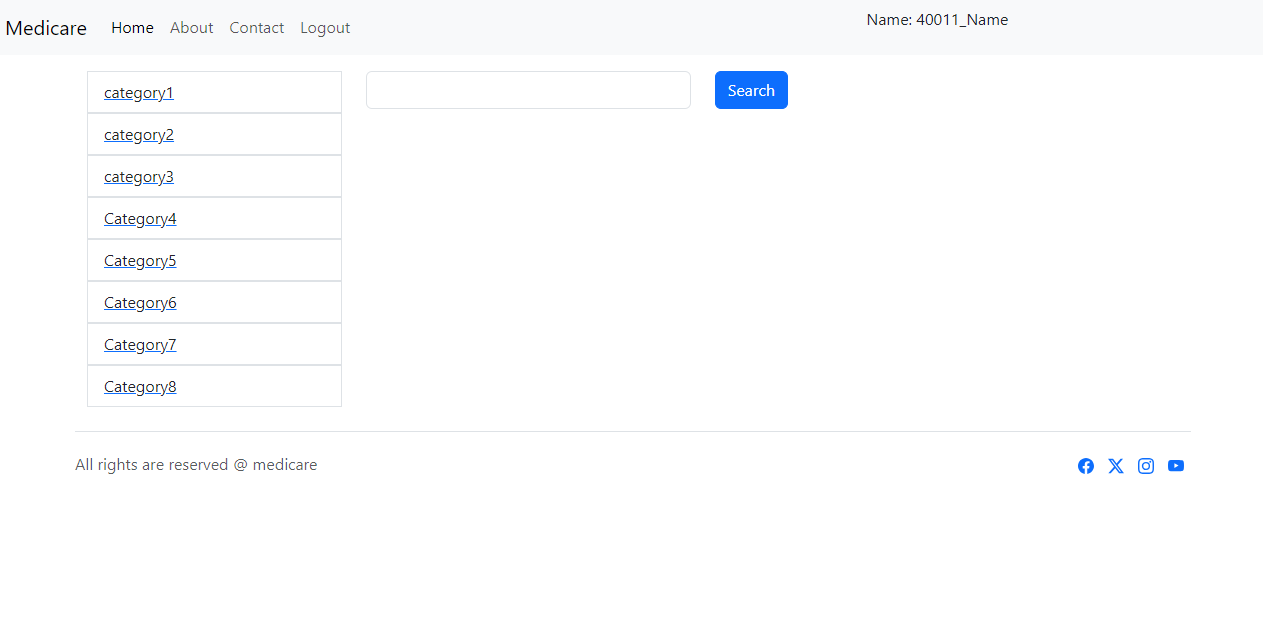 Medicare Home About Contact Logout Name: 40011_Name
category1 Search
category2
category3
Category4
Category5
Category6
Category7
Category8
All rights are reserved @ medicare